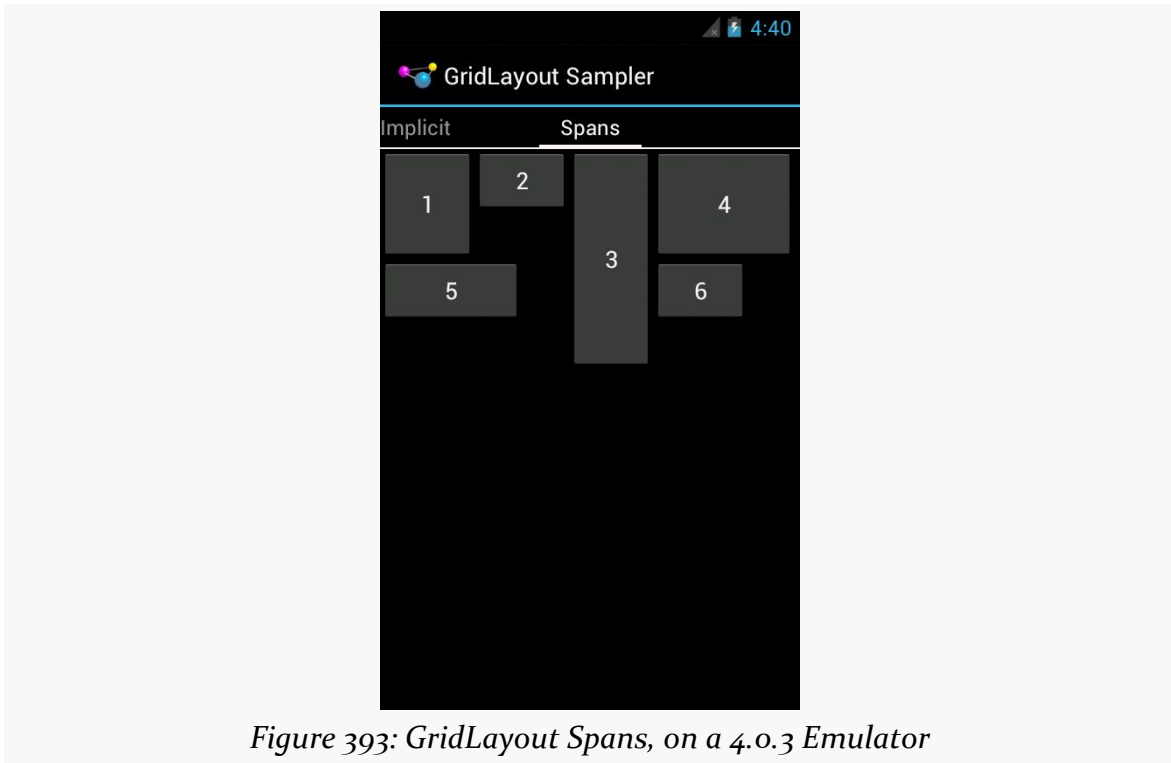 4:40
GridLayout Sampler
Implicit Spans
1 2 3 4
5 6
Figure 393: GridLayout Spans, on a 4.0.3 Emulator